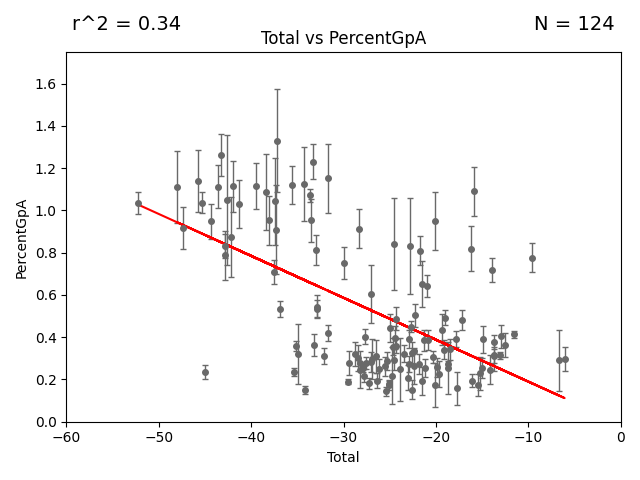 r^2 = 0.34
N = 124
Total vs PercentGpA
1.6
1.4
1.2
1.0
0.8
0.6
0.4
0.2
0.0
PercentGpA
−60 −50 −40 −30 −20 −10 0
Total